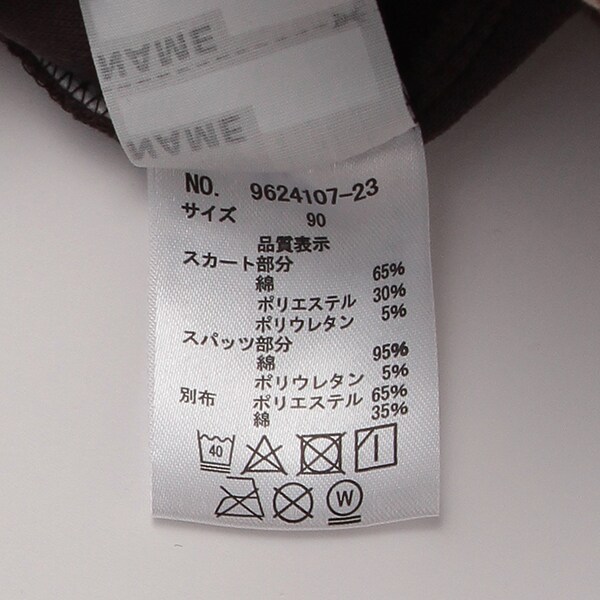 NAME
NAME
NO. 9624107-23
サイズ 90
品質表示
スカート部分
綿 65%
ポリエステル 30%
ポリウレタン 5%
スパッツ部分
綿 95%
ポリウレタン 5%
別布 ポリエステル 65%
綿 35%
40
W